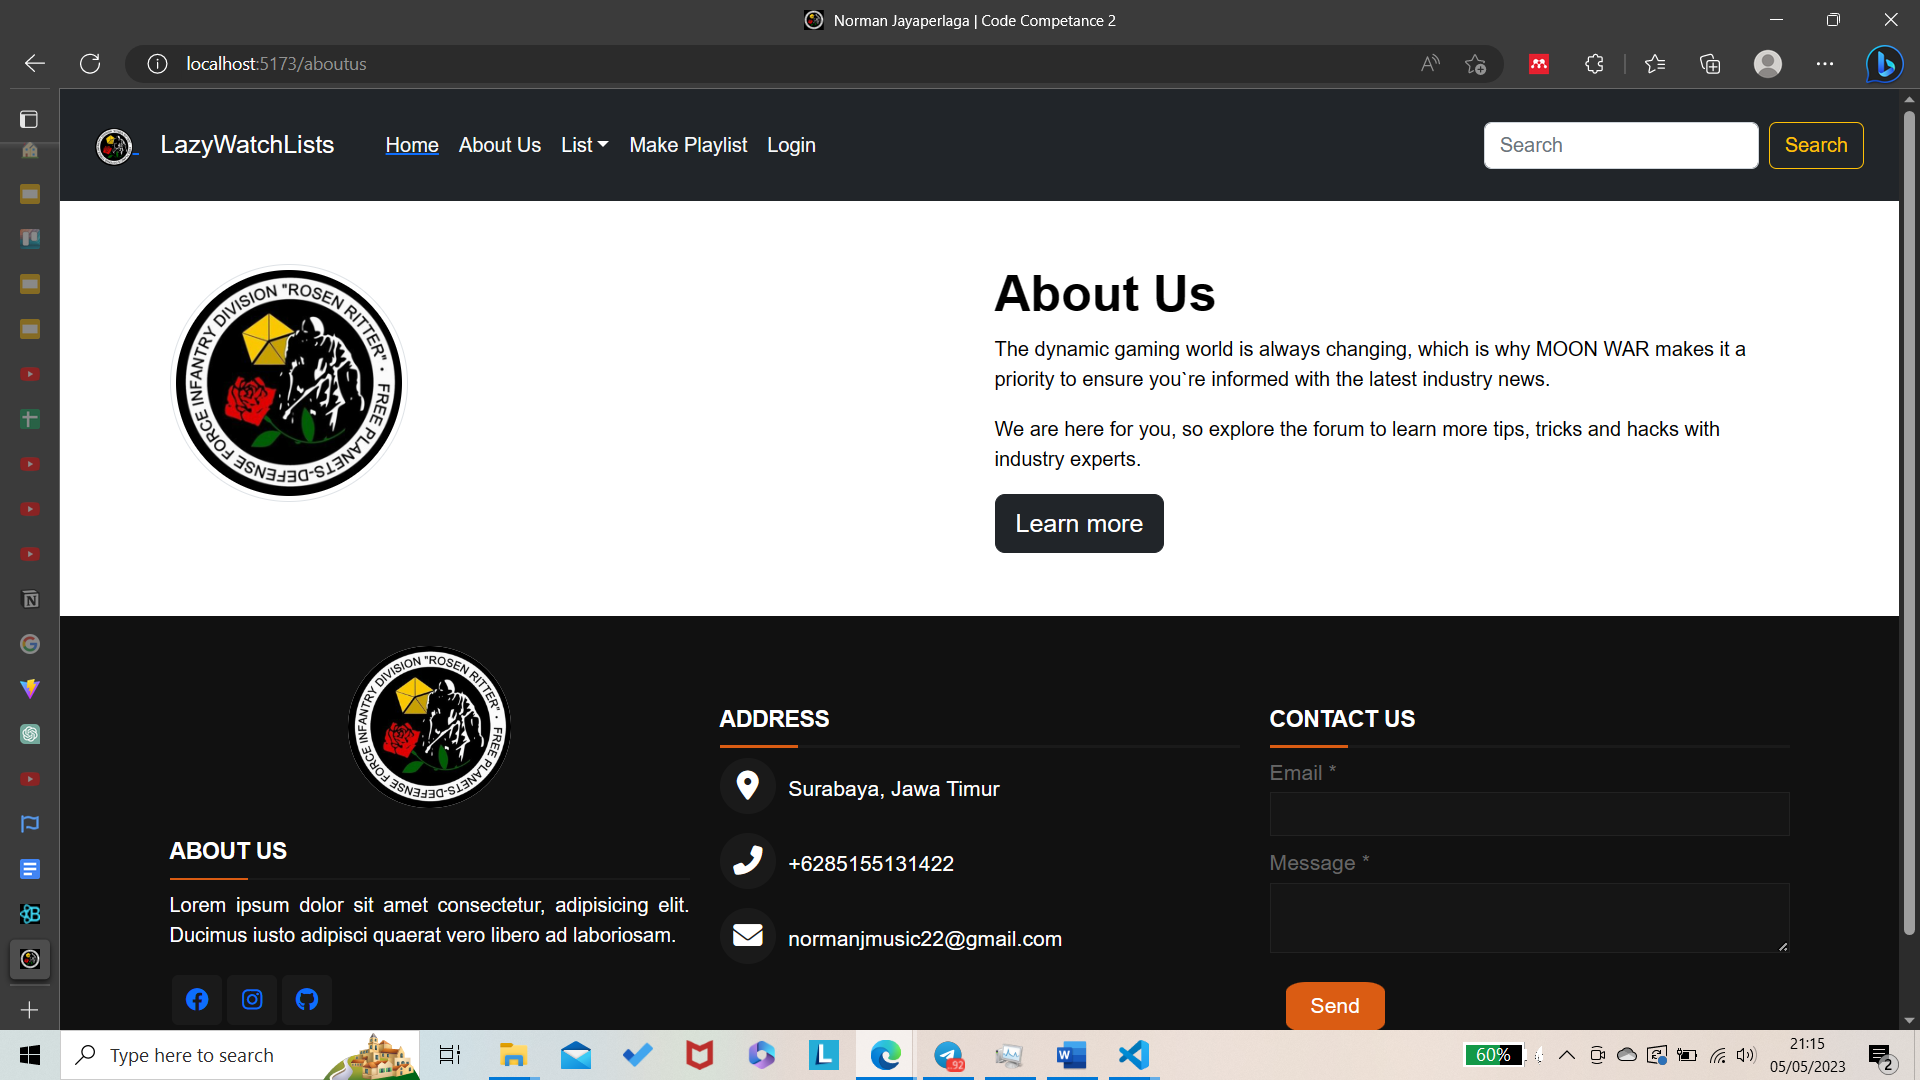 Norman Jayaperlaga | Code Competance 2
localhost:5173/aboutus
LazyWatchLists
Home
About Us
List
Make Playlist
Login
Search
Search
FREE PLANETS-DEFENSE FORCE INFANTRY DIVISION "ROSEN RITTER" •
About Us
The dynamic gaming world is always changing, which is why MOON WAR makes it a
priority to ensure you`re informed with the latest industry news.
We are here for you, so explore the forum to learn more tips, tricks and hacks with
industry experts.
Learn more
FREE PLANETS-DEFENSE FORCE INFANTRY DIVISION "ROSEN RITTER" •
ABOUT US
Lorem ipsum dolor sit amet consectetur, adipisicing elit.
Ducimus iusto adipisci quaerat vero libero ad laboriosam.
ADDRESS
Surabaya, Jawa Timur
+6285155131422
normanjmusic22@gmail.com
CONTACT US
Email *
Message *
Send
Type here to search
92
60%
21:15
05/05/2023
2